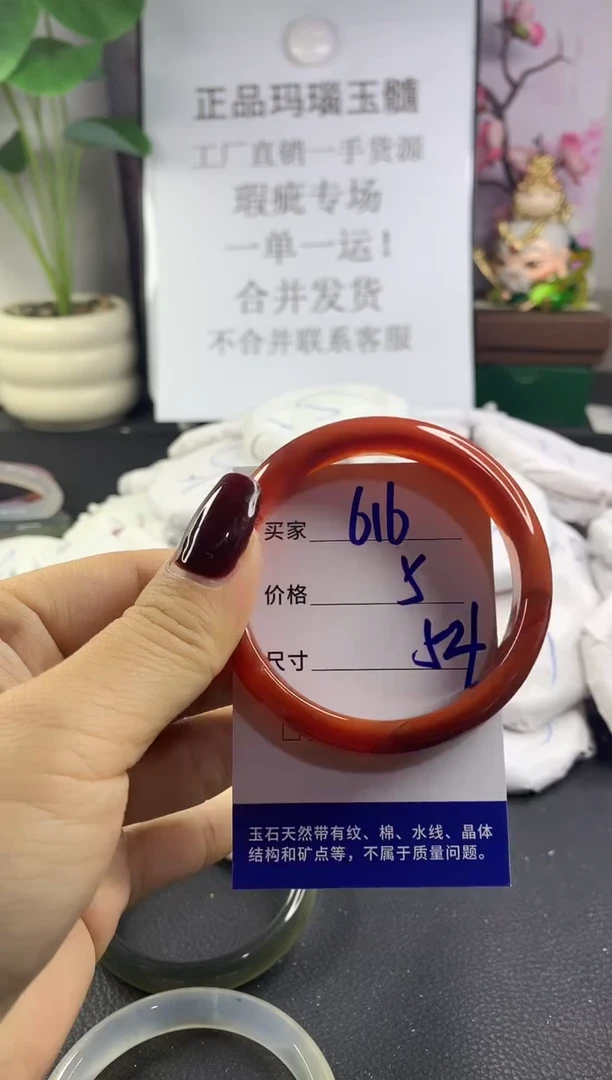 正品玛瑙玉髓
工厂直销一手货源
瑕疵专场
一单一运！
合并发货
不合并联系客服
买家 616
价格 5
尺寸 54
玉石天然带有纹、棉、水线、晶体
结构和矿点等，不属于质量问题。